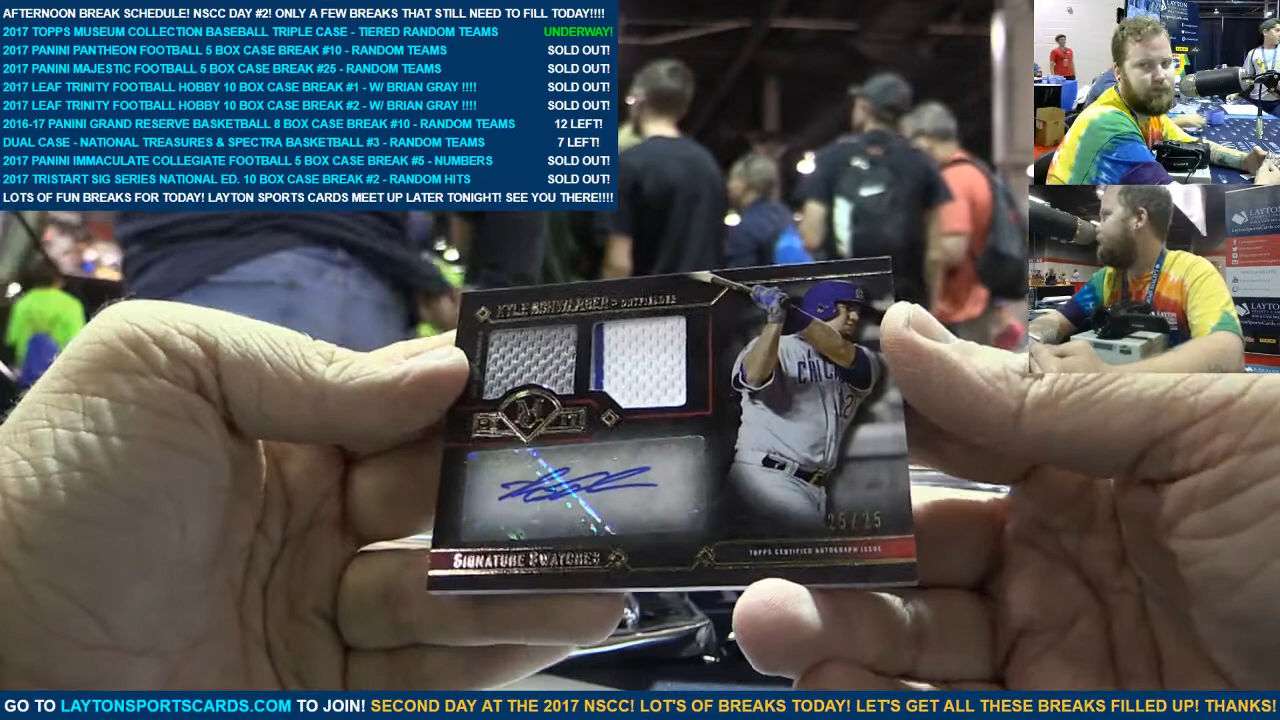 AFTERNOON BREAK SCHEDULE! NSCC DAY #2! ONLY A FEW BREAKS THAT STILL NEED TO FILL TODAY!!!!
2017 TOPPS MUSEUM COLLECTION BASEBALL TRIPLE CASE - TIERED RANDOM TEAMS UNDERWAY!
2017 PANINI PANTHEON FOOTBALL 5 BOX CASE BREAK #10 - RANDOM TEAMS SOLD OUT!
2017 PANINI MAJESTIC FOOTBALL 5 BOX CASE BREAK #25 - RANDOM TEAMS SOLD OUT!
2017 LEAF TRINITY FOOTBALL HOBBY 10 BOX CASE BREAK #1 - W/ BRIAN GRAY !!!! SOLD OUT!
2017 LEAF TRINITY FOOTBALL HOBBY 10 BOX CASE BREAK #2 - W/ BRIAN GRAY !!!! SOLD OUT!
2016-17 PANINI GRAND RESERVE BASKETBALL 8 BOX CASE BREAK #10 - RANDOM TEAMS 12 LEFT!
DUAL CASE - NATIONAL TREASURES & SPECTRA BASKETBALL #3 - RANDOM TEAMS 7 LEFT!
2017 PANINI IMMACULATE COLLEGIATE FOOTBALL 5 BOX CASE BREAK #5 - NUMBERS SOLD OUT!
2017 TRISTART SIG SERIES NATIONAL ED. 10 BOX CASE BREAK #2 - RANDOM HITS SOLD OUT!
LOTS OF FUN BREAKS FOR TODAY! LAYTON SPORTS CARDS MEET UP LATER TONIGHT! SEE YOU THERE!!!!
LAYTON
LAYTON
KYLE SCHWARBER - OUTFIELDER
CHIC
M
25/25
SIGNATURE SWATCHES
TOPPS CERTIFIED AUTOGRAPH ISSUE
GO TO LAYTONSPORTSCARDS.COM TO JOIN! SECOND DAY AT THE 2017 NSCC! LOT'S OF BREAKS TODAY! LET'S GET ALL THESE BREAKS FILLED UP! THANKS!